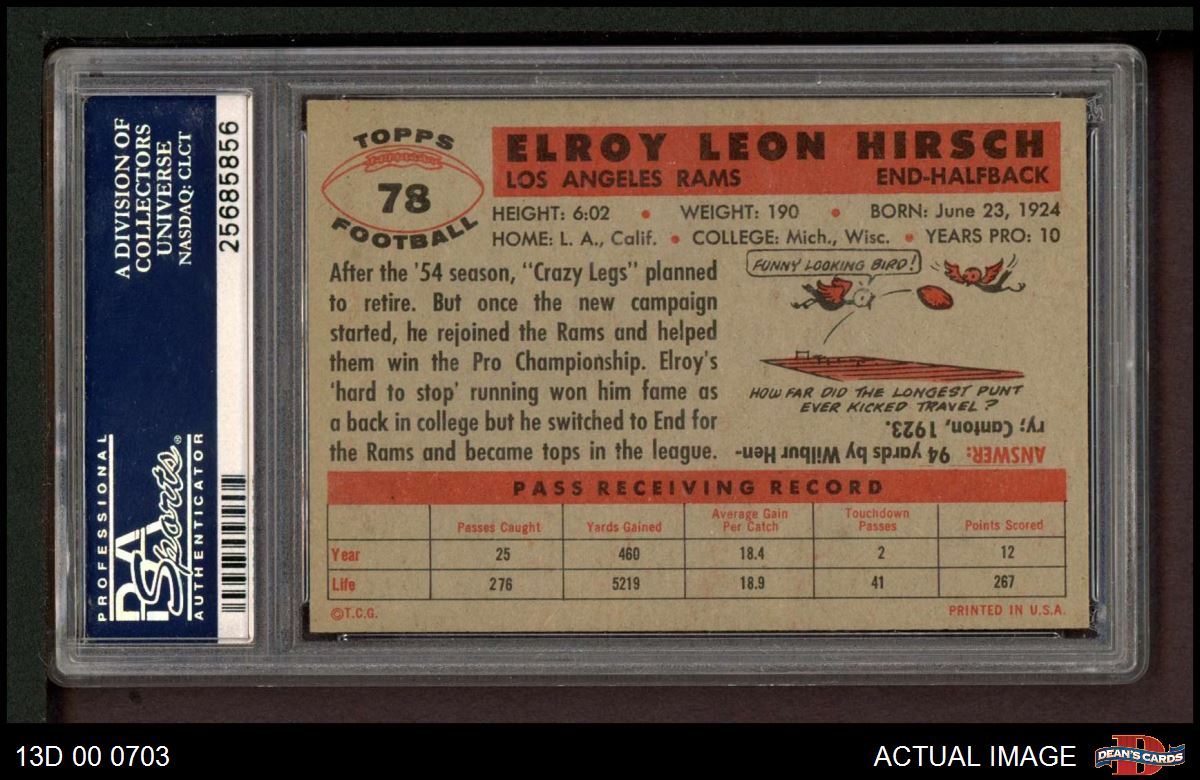 A DIVISION OF
COLLECTORS
UNIVERSE
NASDAQ: CLCT
25685856
PROFESSIONAL
PSA
Sports®
AUTHENTICATOR
TOPPS
78
FOOTBALL
ELROY LEON HIRSCH
LOS ANGELES RAMS END-HALFBACK
HEIGHT: 6:02 • WEIGHT: 190 • BORN: June 23, 1924
HOME: L. A., Calif. • COLLEGE: Mich., Wisc. • YEARS PRO: 10
After the '54 season, "Crazy Legs" planned
to retire. But once the new campaign
started, he rejoined the Rams and helped
them win the Pro Championship. Elroy's
'hard to stop' running won him fame as
a back in college but he switched to End for
the Rams and became tops in the league.
FUNNY LOOKING BIRD!
HOW FAR DID THE LONGEST PUNT
EVER KICKED TRAVEL?
ANSWER: 94 yards by Wilbur Hen-
ry; Canton, 1923.
PASS RECEIVING RECORD
Passes Caught Yards Gained Average Gain Per Catch Touchdown Passes Points Scored
Year 25 460 18.4 2 12
Life 276 5219 18.9 41 267
©T.C.G. PRINTED IN U.S.A.
13D 00 0703 ACTUAL IMAGE
DEAN'S CARDS